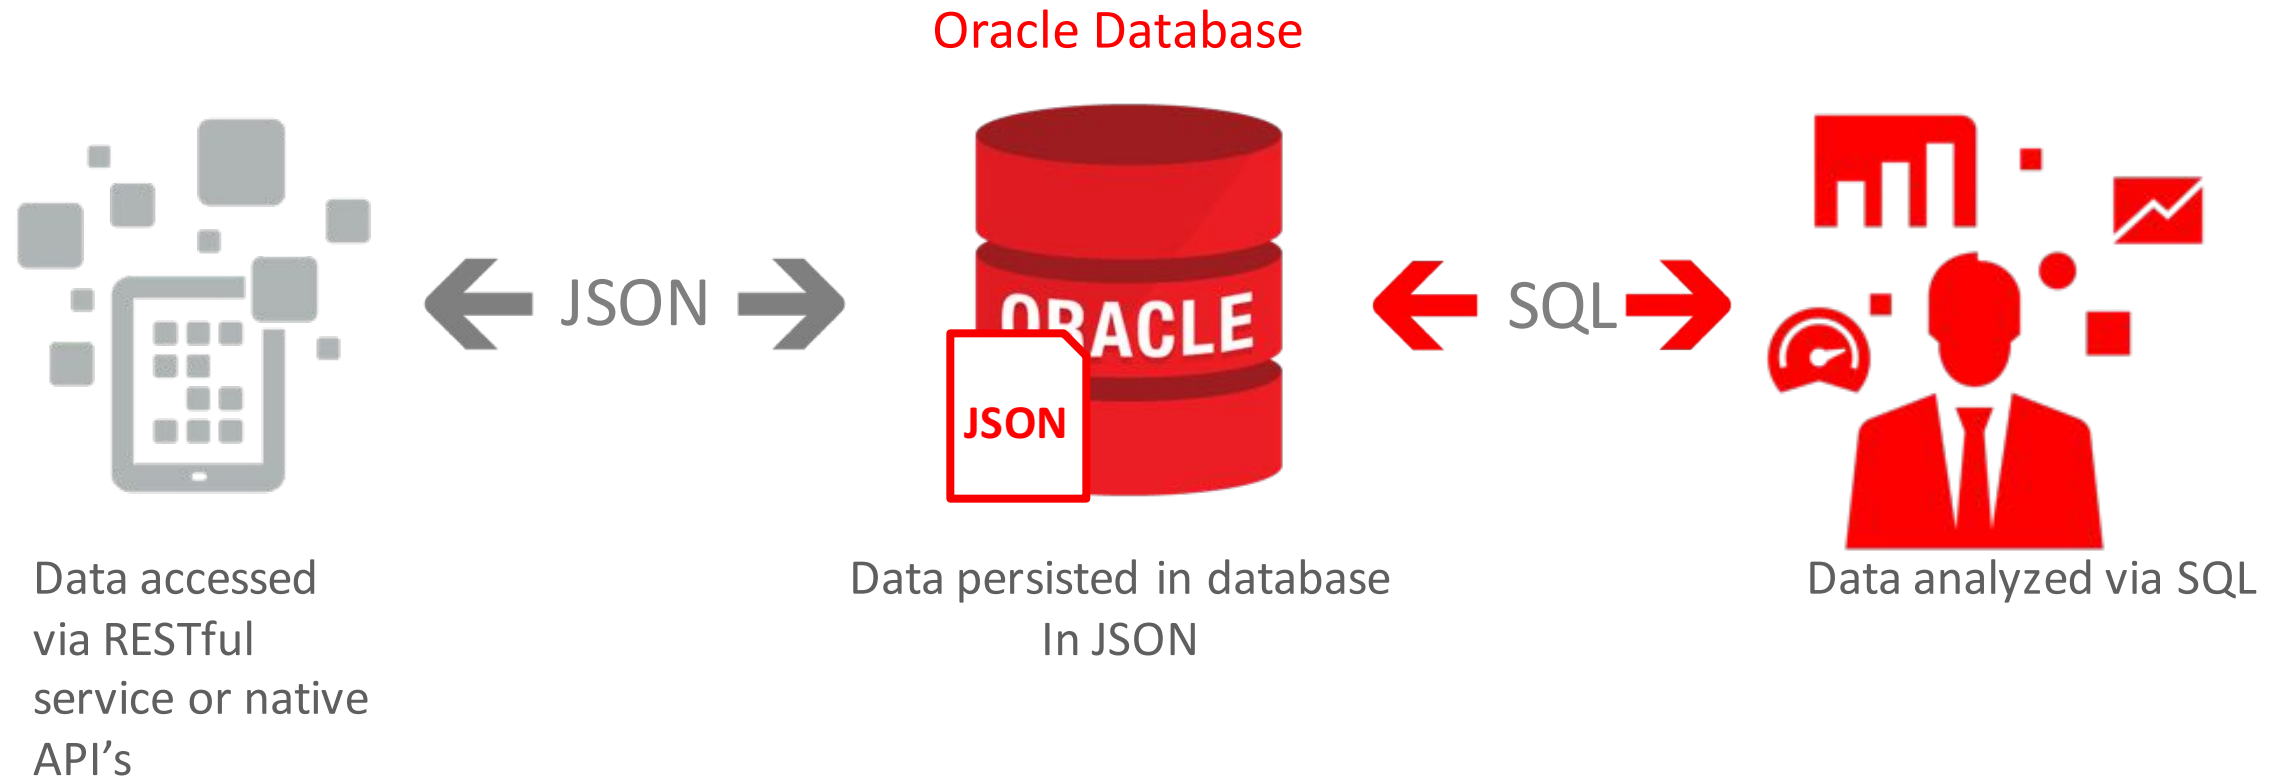 Oracle Database
JSON
ORACLE
JSON
SQL
Data accessed
via RESTful
service or native
API’s
Data persisted in database
In JSON
Data analyzed via SQL